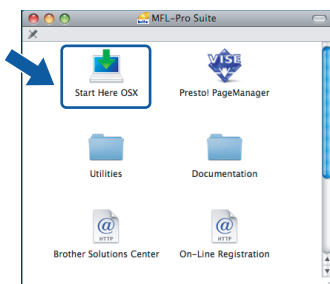 MFL-Pro Suite
Start Here OSX
VISE
Presto! PageManager
Utilities
Documentation
@
HTTP
@
HTTP
Brother Solutions Center
On-Line Registration